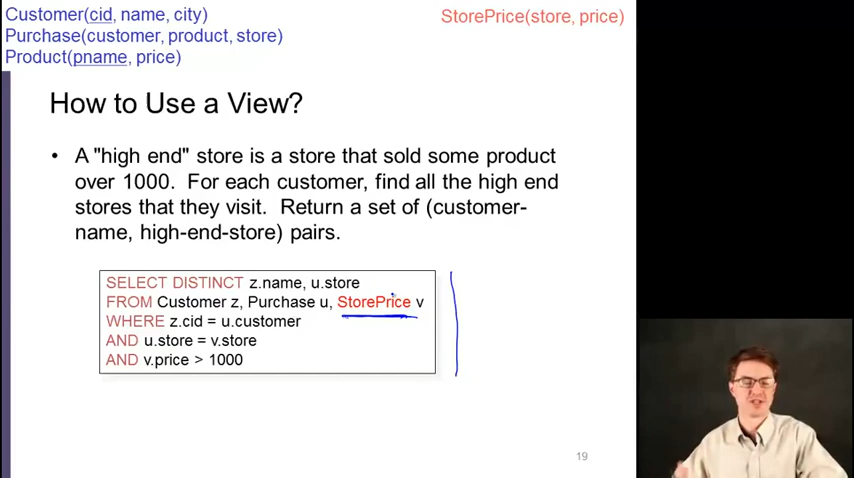 Customer(cid, name, city)
StorePrice(store, price)
Purchase(customer, product, store)
Product(pname, price)
How to Use a View?
• A "high end" store is a store that sold some product
over 1000. For each customer, find all the high end
stores that they visit. Return a set of (customer-
name, high-end-store) pairs.
SELECT DISTINCT z.name, u.store
FROM Customer z, Purchase u, StorePrice v
WHERE z.cid = u.customer
AND u.store = v.store
AND v.price > 1000
19